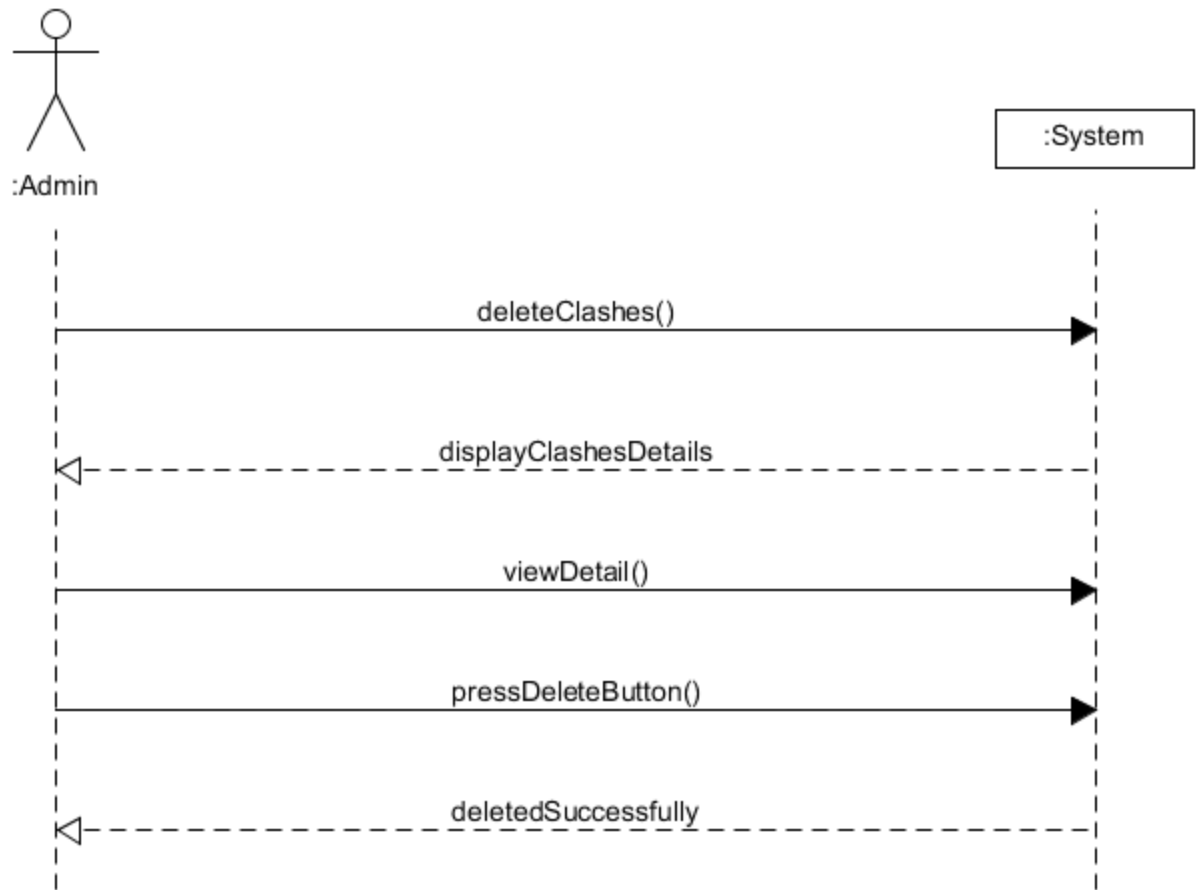 :System
:Admin
deleteClashes()
displayClashesDetails
viewDetail()
pressDeleteButton()
deletedSuccessfully